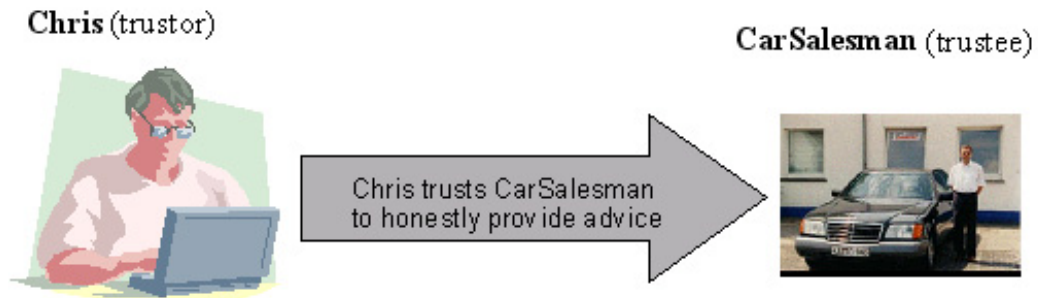 Chris (trustor)
CarSalesman (trustee)
Chris trusts CarSalesman
to honestly provide advice